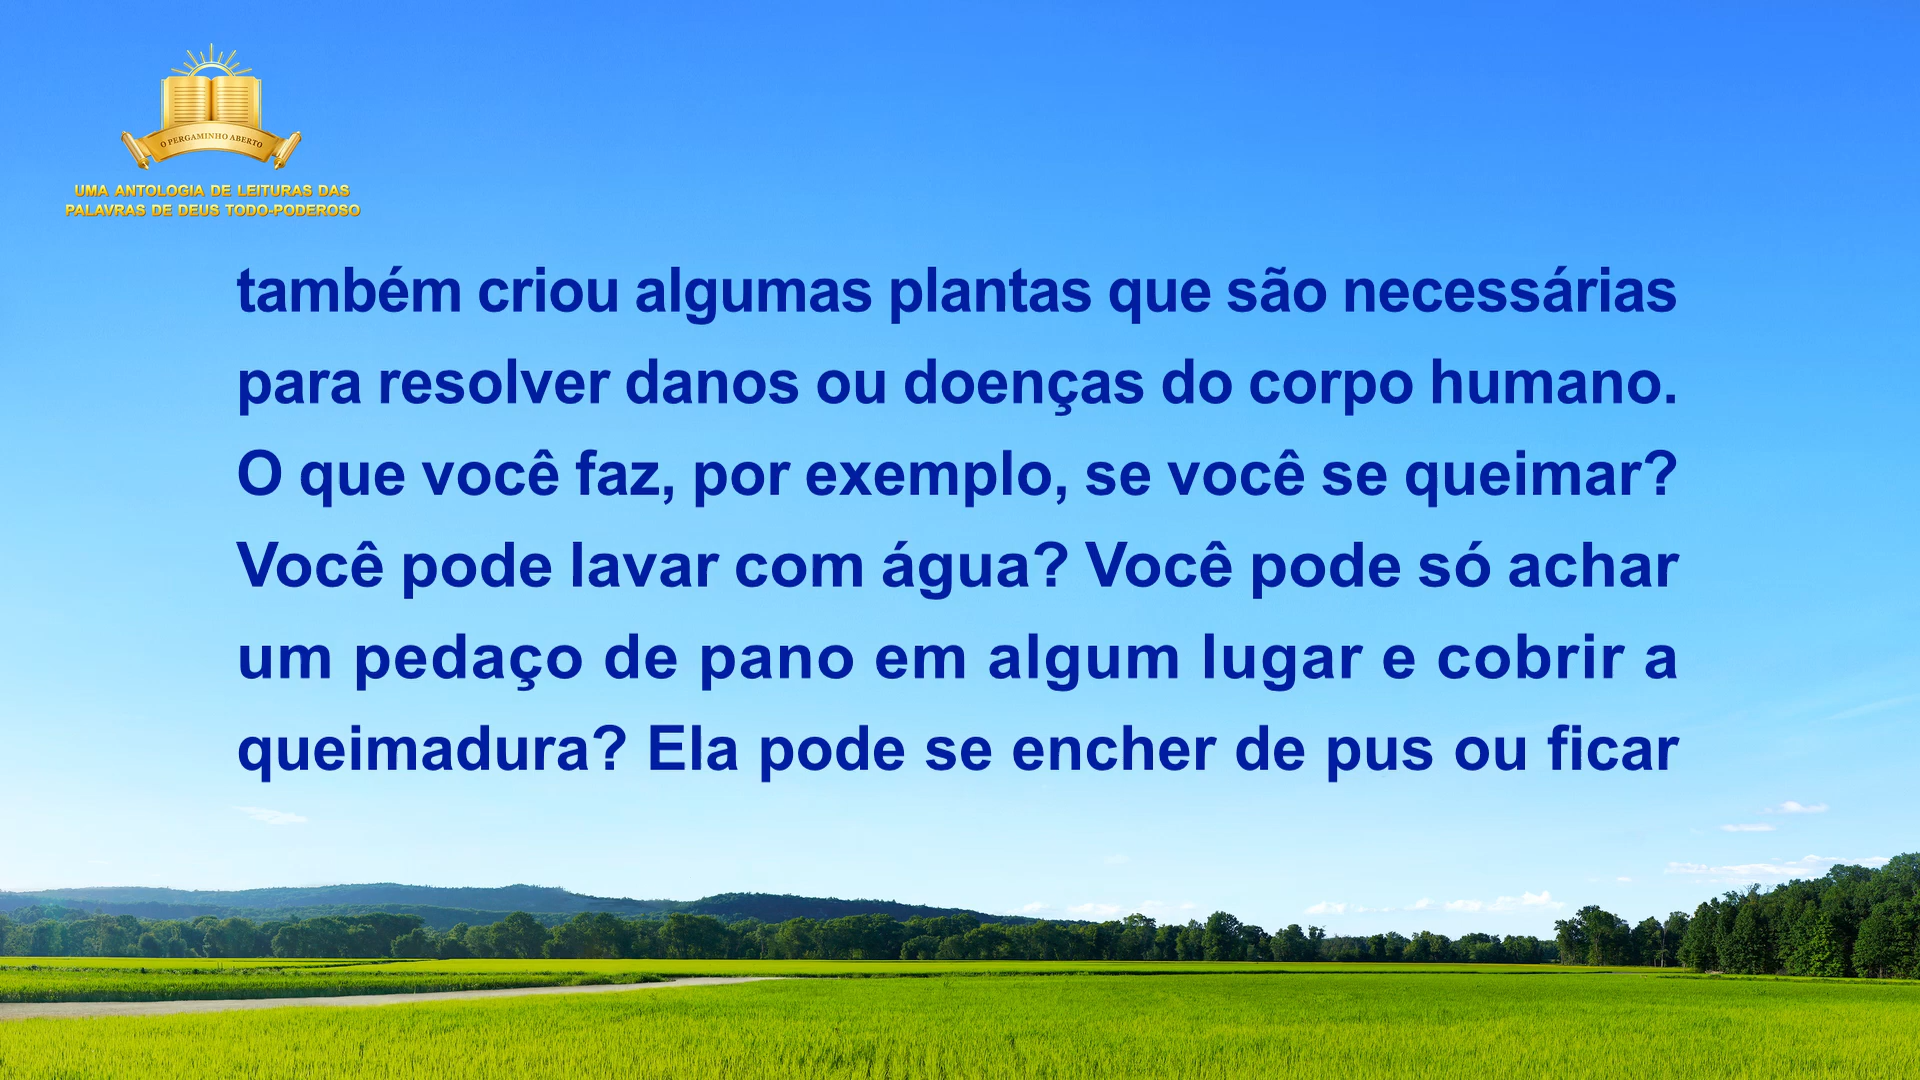 O PERGAMINHO ABERTO
UMA ANTOLOGIA DE LEITURAS DAS
PALAVRAS DE DEUS TODO-PODEROSO
também criou algumas plantas que são necessárias
para resolver danos ou doenças do corpo humano.
O que você faz, por exemplo, se você se queimar?
Você pode lavar com água? Você pode só achar
um pedaço de pano em algum lugar e cobrir a
queimadura? Ela pode se encher de pus ou ficar